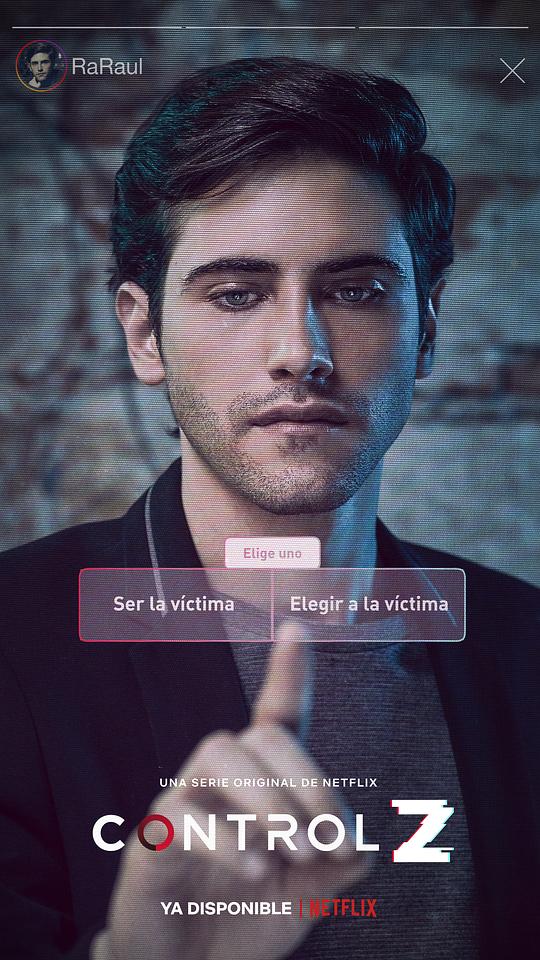 RaRaul
Elige uno
Ser la víctima
Elegir a la víctima
UNA SERIE ORIGINAL DE NETFLIX
CONTROL Z
YA DISPONIBLE | NETFLIX